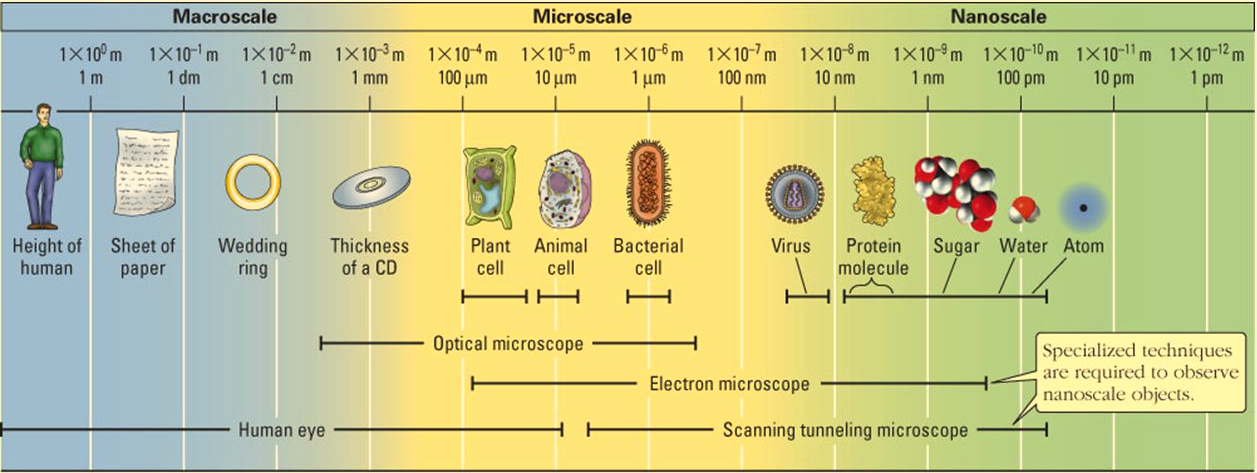 Macroscale Microscale Nanoscale
1×10⁰ m 1×10⁻¹ m 1×10⁻² m 1×10⁻³ m 1×10⁻⁴ m 1×10⁻⁵ m 1×10⁻⁶ m 1×10⁻⁷ m 1×10⁻⁸ m 1×10⁻⁹ m 1×10⁻¹⁰ m 1×10⁻¹¹ m 1×10⁻¹² m
1 m 1 dm 1 cm 1 mm 100 μm 10 μm 1 μm 100 nm 10 nm 1 nm 100 pm 10 pm 1 pm
Height of human
Sheet of paper
Wedding ring
Thickness of a CD
Plant cell
Animal cell
Bacterial cell
Virus
Protein molecule
Sugar
Water
Atom
Optical microscope
Electron microscope
Specialized techniques
are required to observe
nanoscale objects.
Human eye
Scanning tunneling microscope